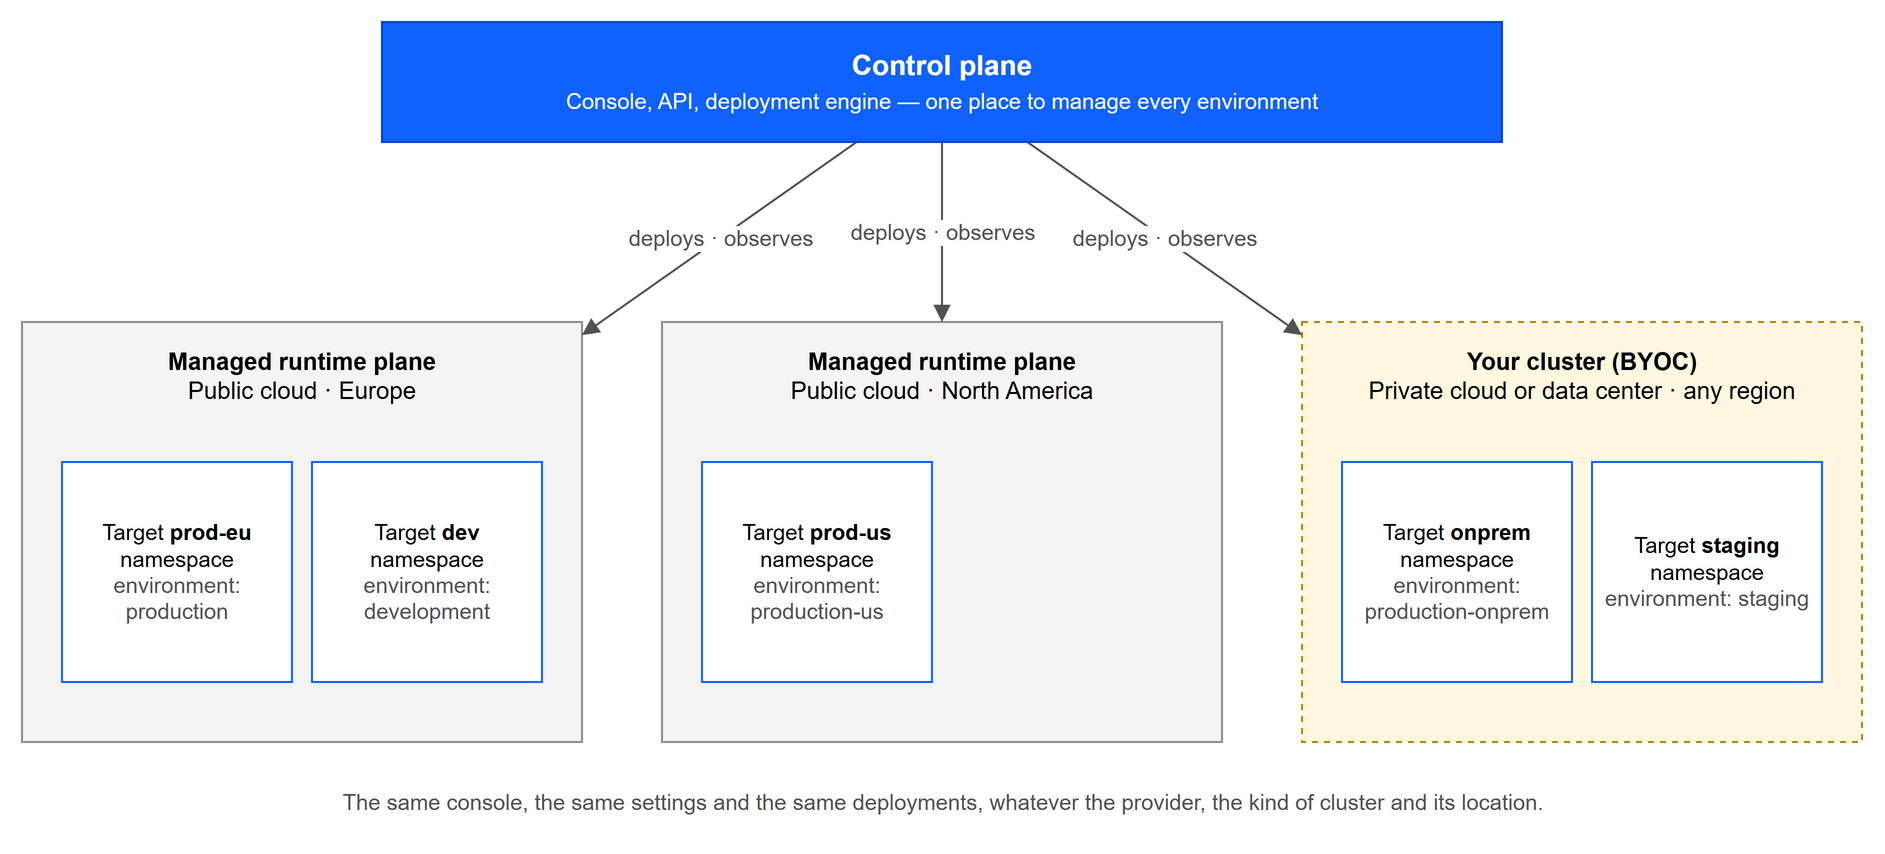 Control plane
Console, API, deployment engine — one place to manage every environment
deploys · observes
deploys · observes
deploys · observes
Managed runtime plane
Public cloud · Europe
Target prod-eu
namespace
environment:
production
Target dev
namespace
environment:
development
Managed runtime plane
Public cloud · North America
Target prod-us
namespace
environment:
production-us
Your cluster (BYOC)
Private cloud or data center · any region
Target onprem
namespace
environment:
production-onprem
Target staging
namespace
environment: staging
The same console, the same settings and the same deployments, whatever the provider, the kind of cluster and its location.